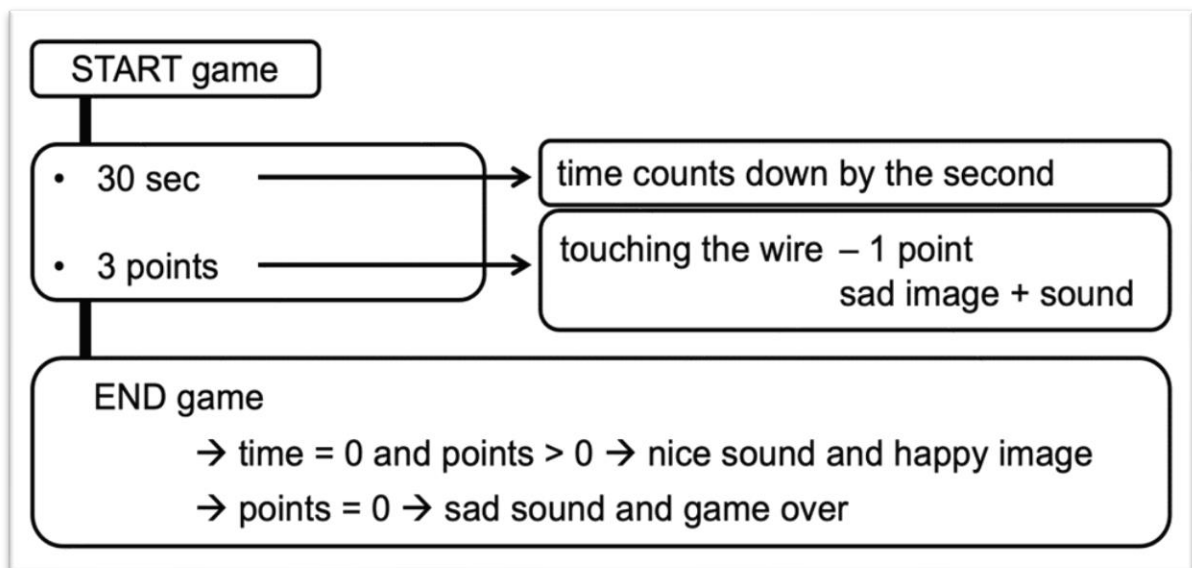 START game
• 30 sec
time counts down by the second
• 3 points
touching the wire – 1 point
sad image + sound
END game
→ time = 0 and points > 0 → nice sound and happy image
→ points = 0 → sad sound and game over